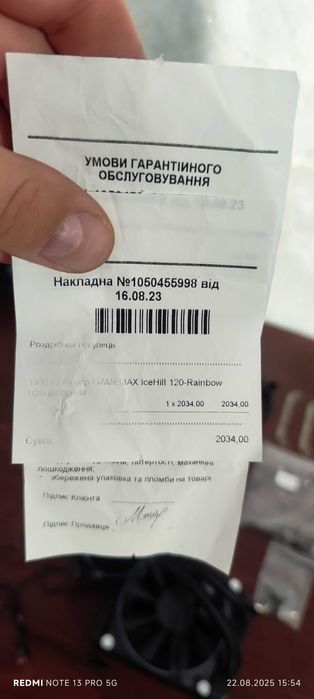 УМОВИ ГАРАНТІЙНОГО
ОБСЛУГОВУВАННЯ
Накладна №1050455998 від
16.08.23
Роздрібний покупець
IceHill 120-Rainbow
1 x 2034,00 2034,00
Сума 2034,00
потертості, механічні
пошкодження,
збережена упаковка та пломби на товарі
Підпис Клієнта
Підпис Продавця
REDMI NOTE 13 PRO 5G
22.08.2025 15:54